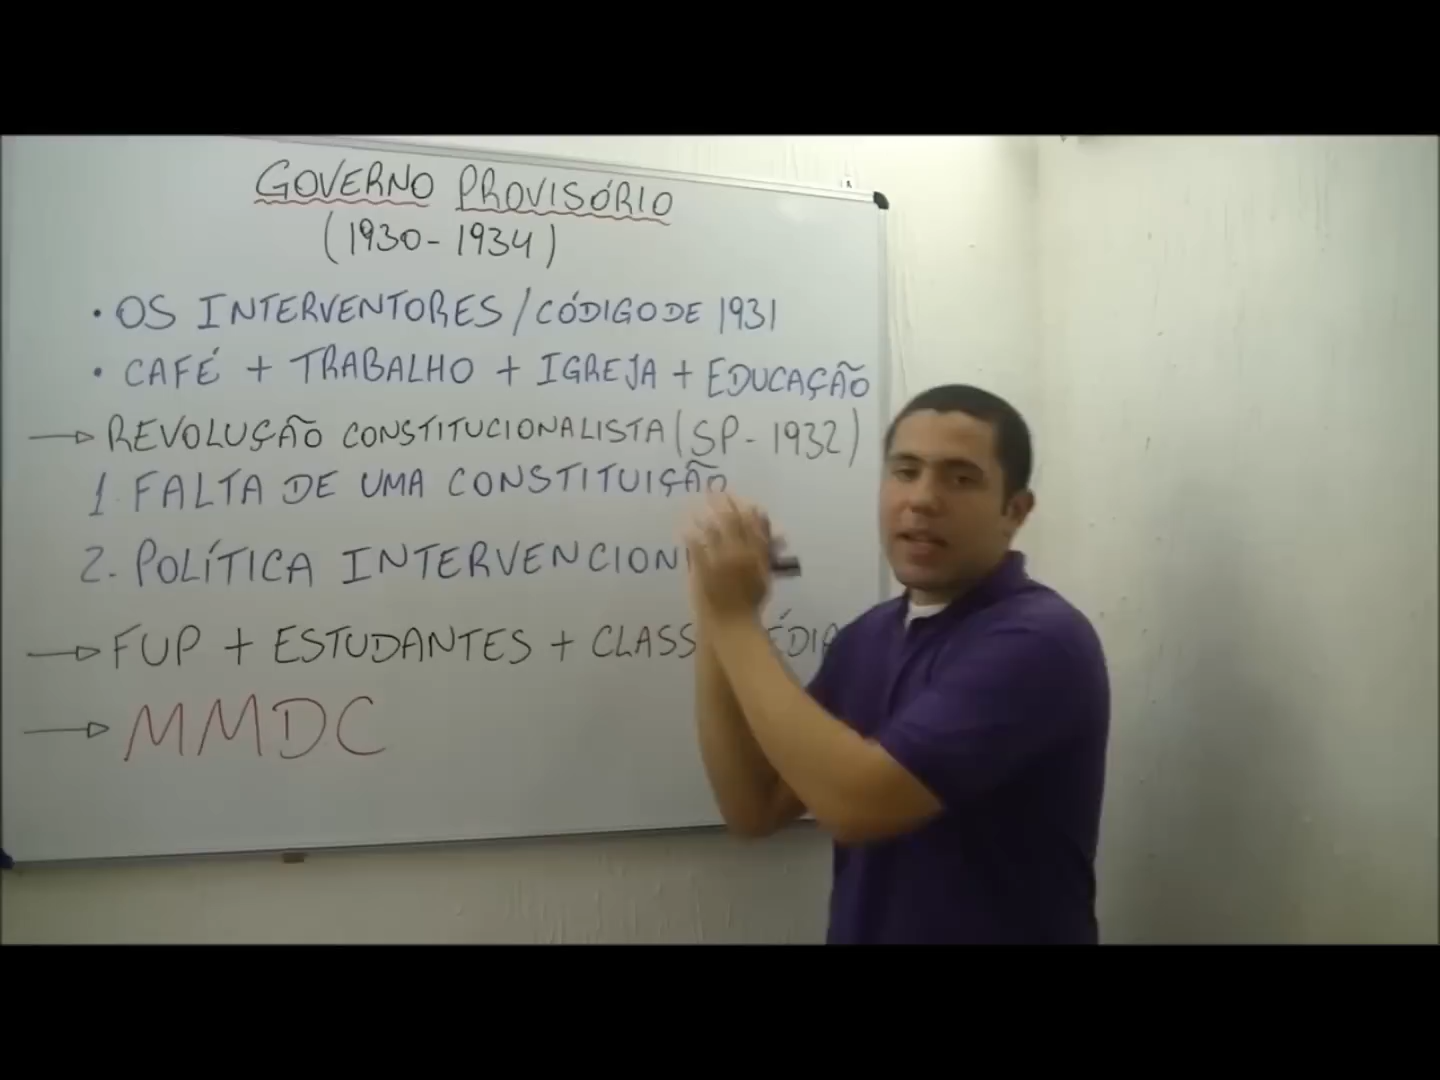 GOVERNO PROVISÓRIO
(1930-1934)
• OS INTERVENTORES / CÓDIGO DE 1931
• CAFÉ + TRABALHO + IGREJA + EDUCAÇÃO
→ REVOLUÇÃO CONSTITUCIONALISTA (SP - 1932)
1. FALTA DE UMA CONSTITUIÇÃO
2. POLÍTICA
→ FUP + ESTUDANTES +
→ MMDC